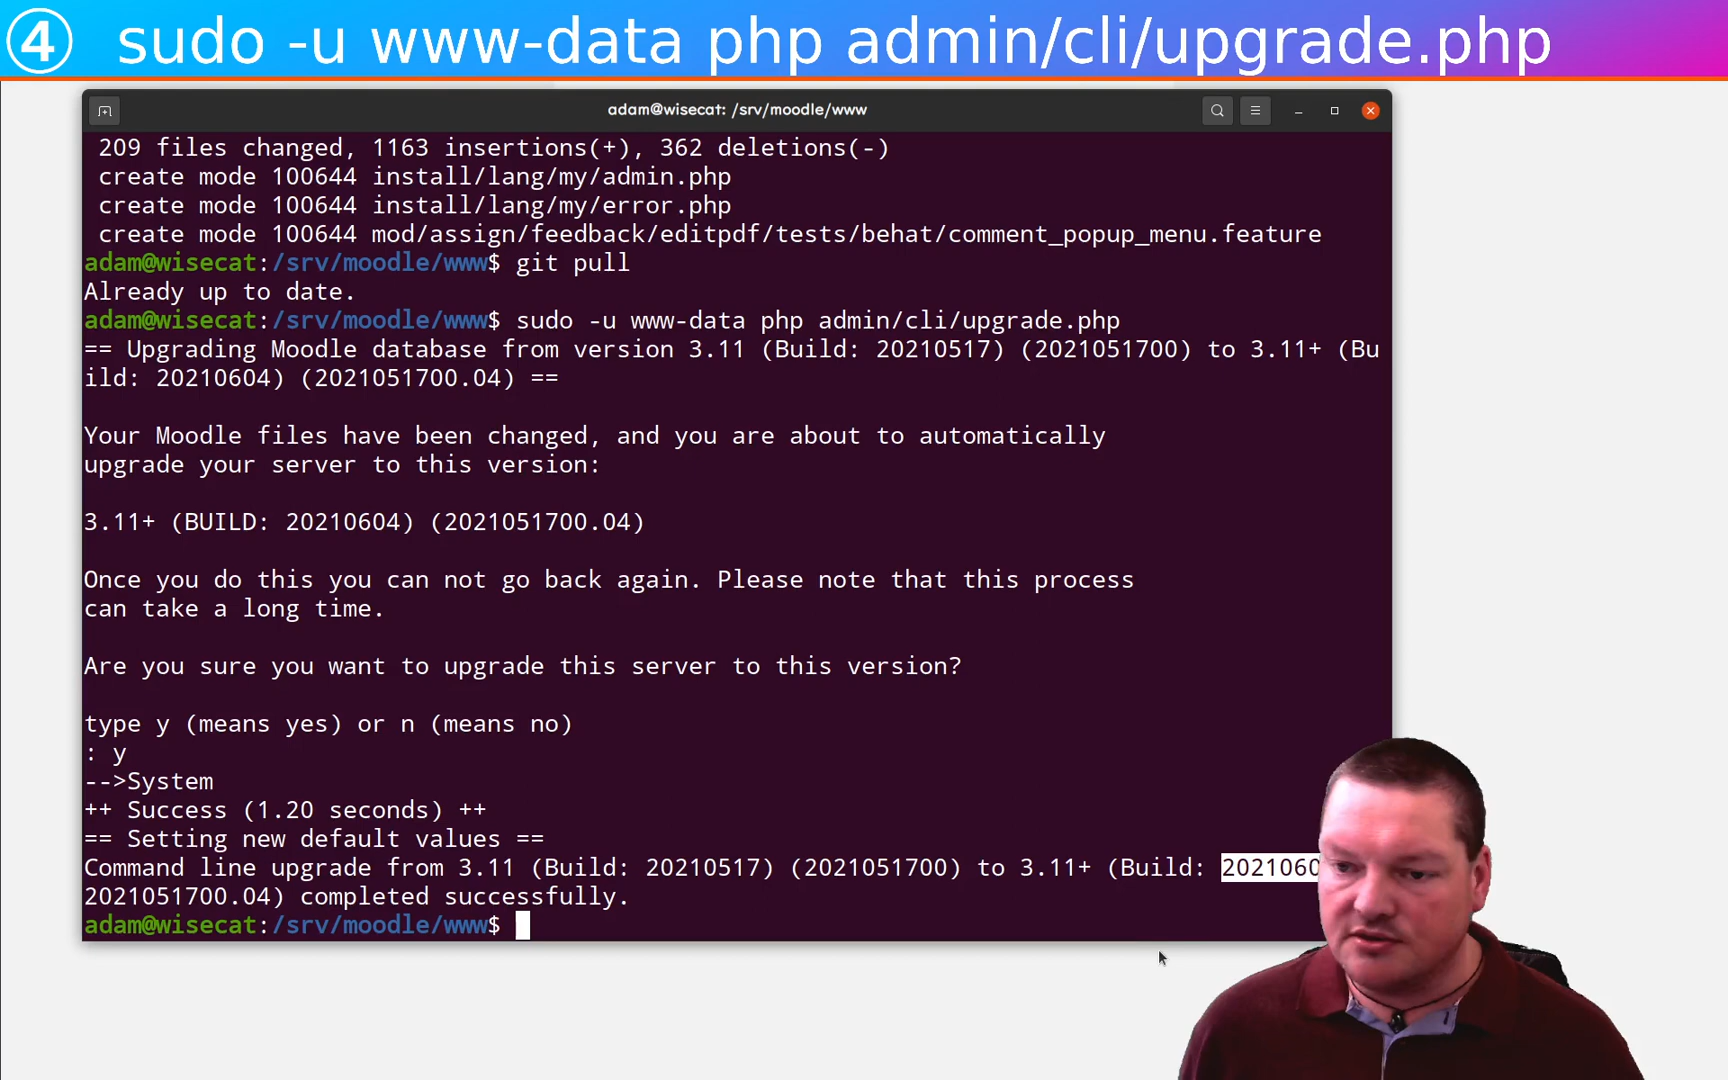 ④ sudo -u www-data php admin/cli/upgrade.php
adam@wisecat: /srv/moodle/www
209 files changed, 1163 insertions(+), 362 deletions(-)
create mode 100644 install/lang/my/admin.php
create mode 100644 install/lang/my/error.php
create mode 100644 mod/assign/feedback/editpdf/tests/behat/comment_popup_menu.feature
adam@wisecat:/srv/moodle/www$ git pull
Already up to date.
adam@wisecat:/srv/moodle/www$ sudo -u www-data php admin/cli/upgrade.php
== Upgrading Moodle database from version 3.11 (Build: 20210517) (2021051700) to 3.11+ (Bu
ild: 20210604) (2021051700.04) ==
Your Moodle files have been changed, and you are about to automatically
upgrade your server to this version:
3.11+ (BUILD: 20210604) (2021051700.04)
Once you do this you can not go back again. Please note that this process
can take a long time.
Are you sure you want to upgrade this server to this version?
type y (means yes) or n (means no)
: y
-->System
++ Success (1.20 seconds) ++
== Setting new default values ==
Command line upgrade from 3.11 (Build: 20210517) (2021051700) to 3.11+ (Build:
2021051700.04) completed successfully.
adam@wisecat:/srv/moodle/www$